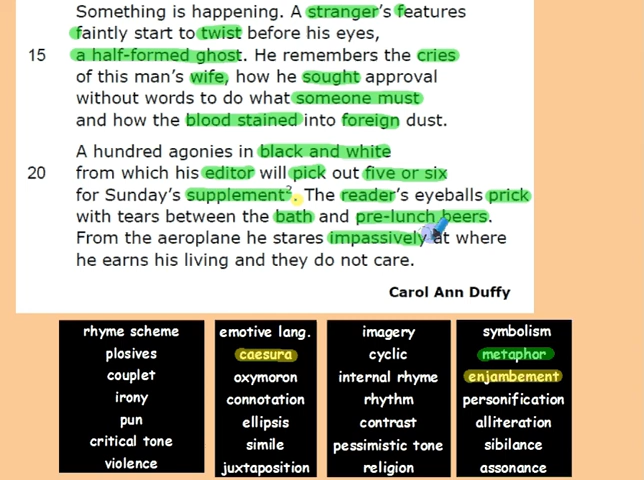 Something is happening. A stranger's features
faintly start to twist before his eyes,
15 a half-formed ghost. He remembers the cries
of this man's wife, how he sought approval
without words to do what someone must
and how the blood stained into foreign dust.
A hundred agonies in black and white
20 from which his editor will pick out five or six
for Sunday's supplement². The reader's eyeballs prick
with tears between the bath and pre-lunch beers.
From the aeroplane he stares impassively at where
he earns his living and they do not care.
Carol Ann Duffy
rhyme scheme
plosives
couplet
irony
pun
critical tone
violence
emotive lang.
caesura
oxymoron
connotation
ellipsis
simile
juxtaposition
imagery
cyclic
internal rhyme
rhythm
contrast
pessimistic tone
religion
symbolism
metaphor
enjambement
personification
alliteration
sibilance
assonance